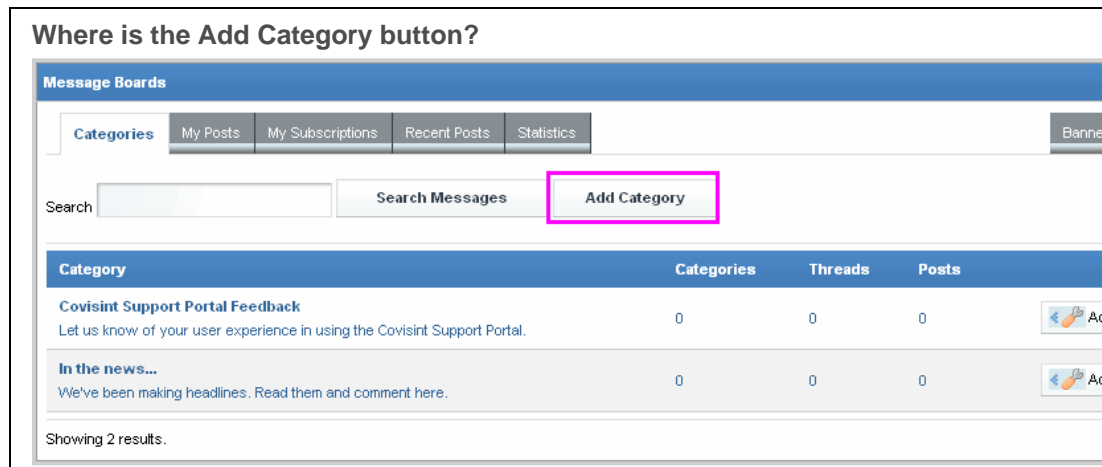 Where is the Add Category button?
Message Boards
Categories My Posts My Subscriptions Recent Posts Statistics Banne
Search Search Messages Add Category
Category Categories Threads Posts
Covisint Support Portal Feedback
Let us know of your user experience in using the Covisint Support Portal.
0 0 0 Ac
In the news...
We've been making headlines. Read them and comment here.
0 0 0 Ac
Showing 2 results.